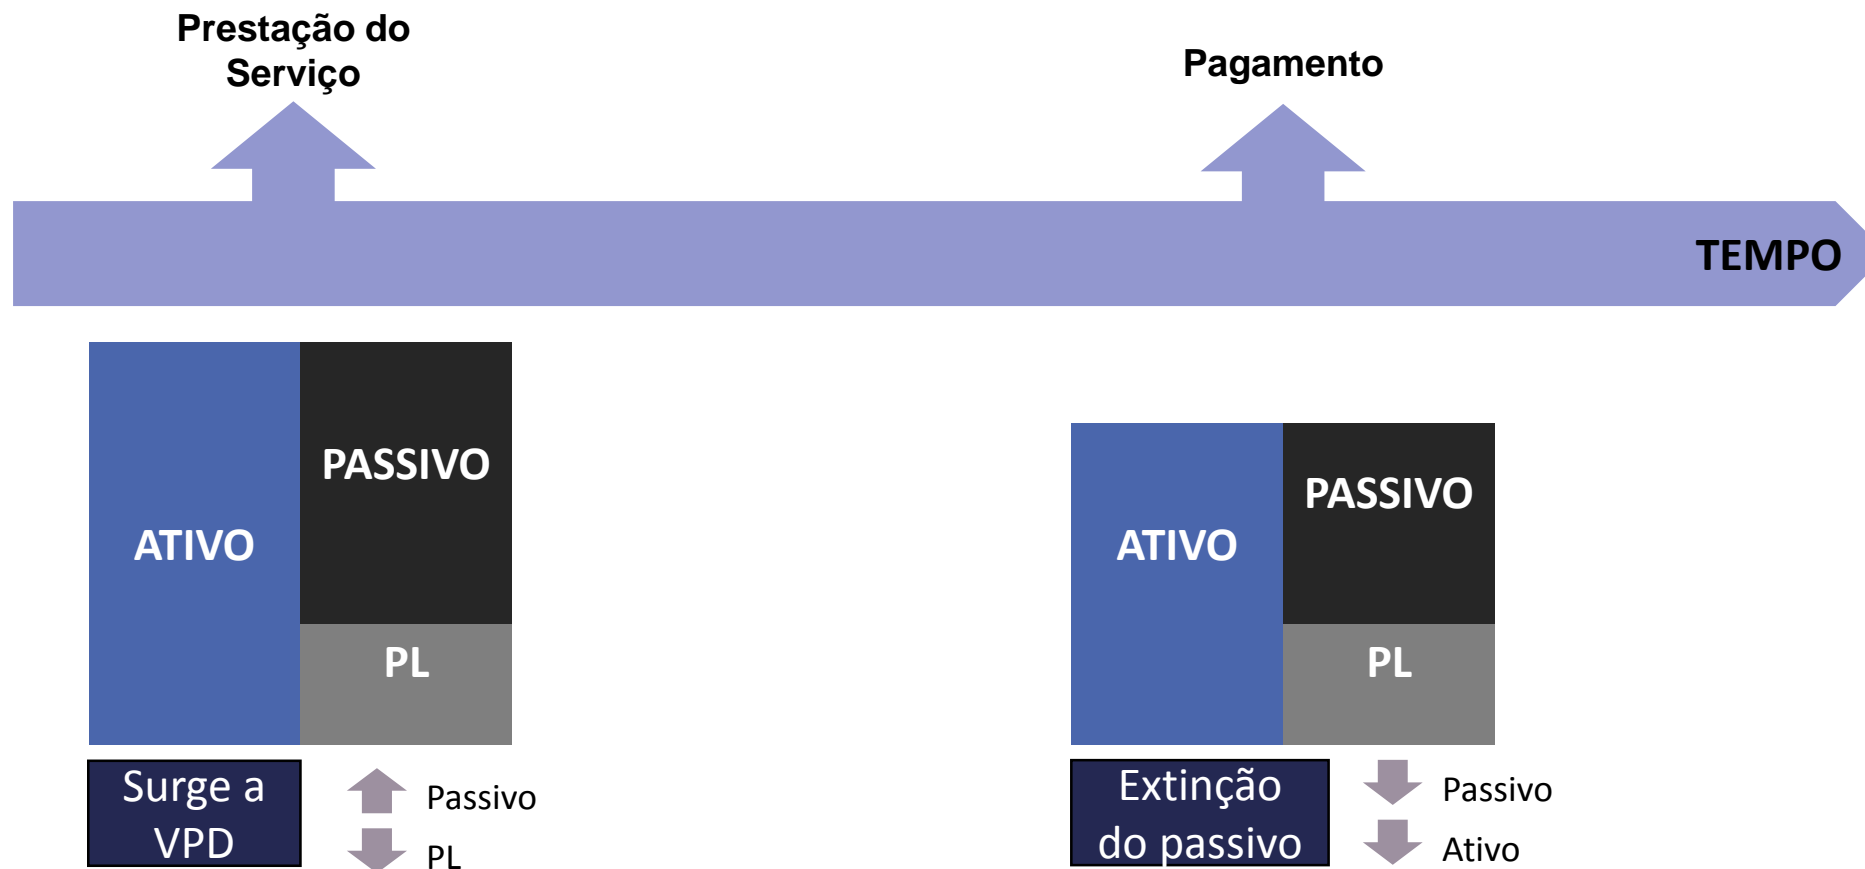 Prestação do
Serviço
Pagamento
TEMPO
ATIVO
PASSIVO
PL
ATIVO
PASSIVO
PL
Surge a
VPD
Passivo
PL
Extinção
do passivo
Passivo
Ativo